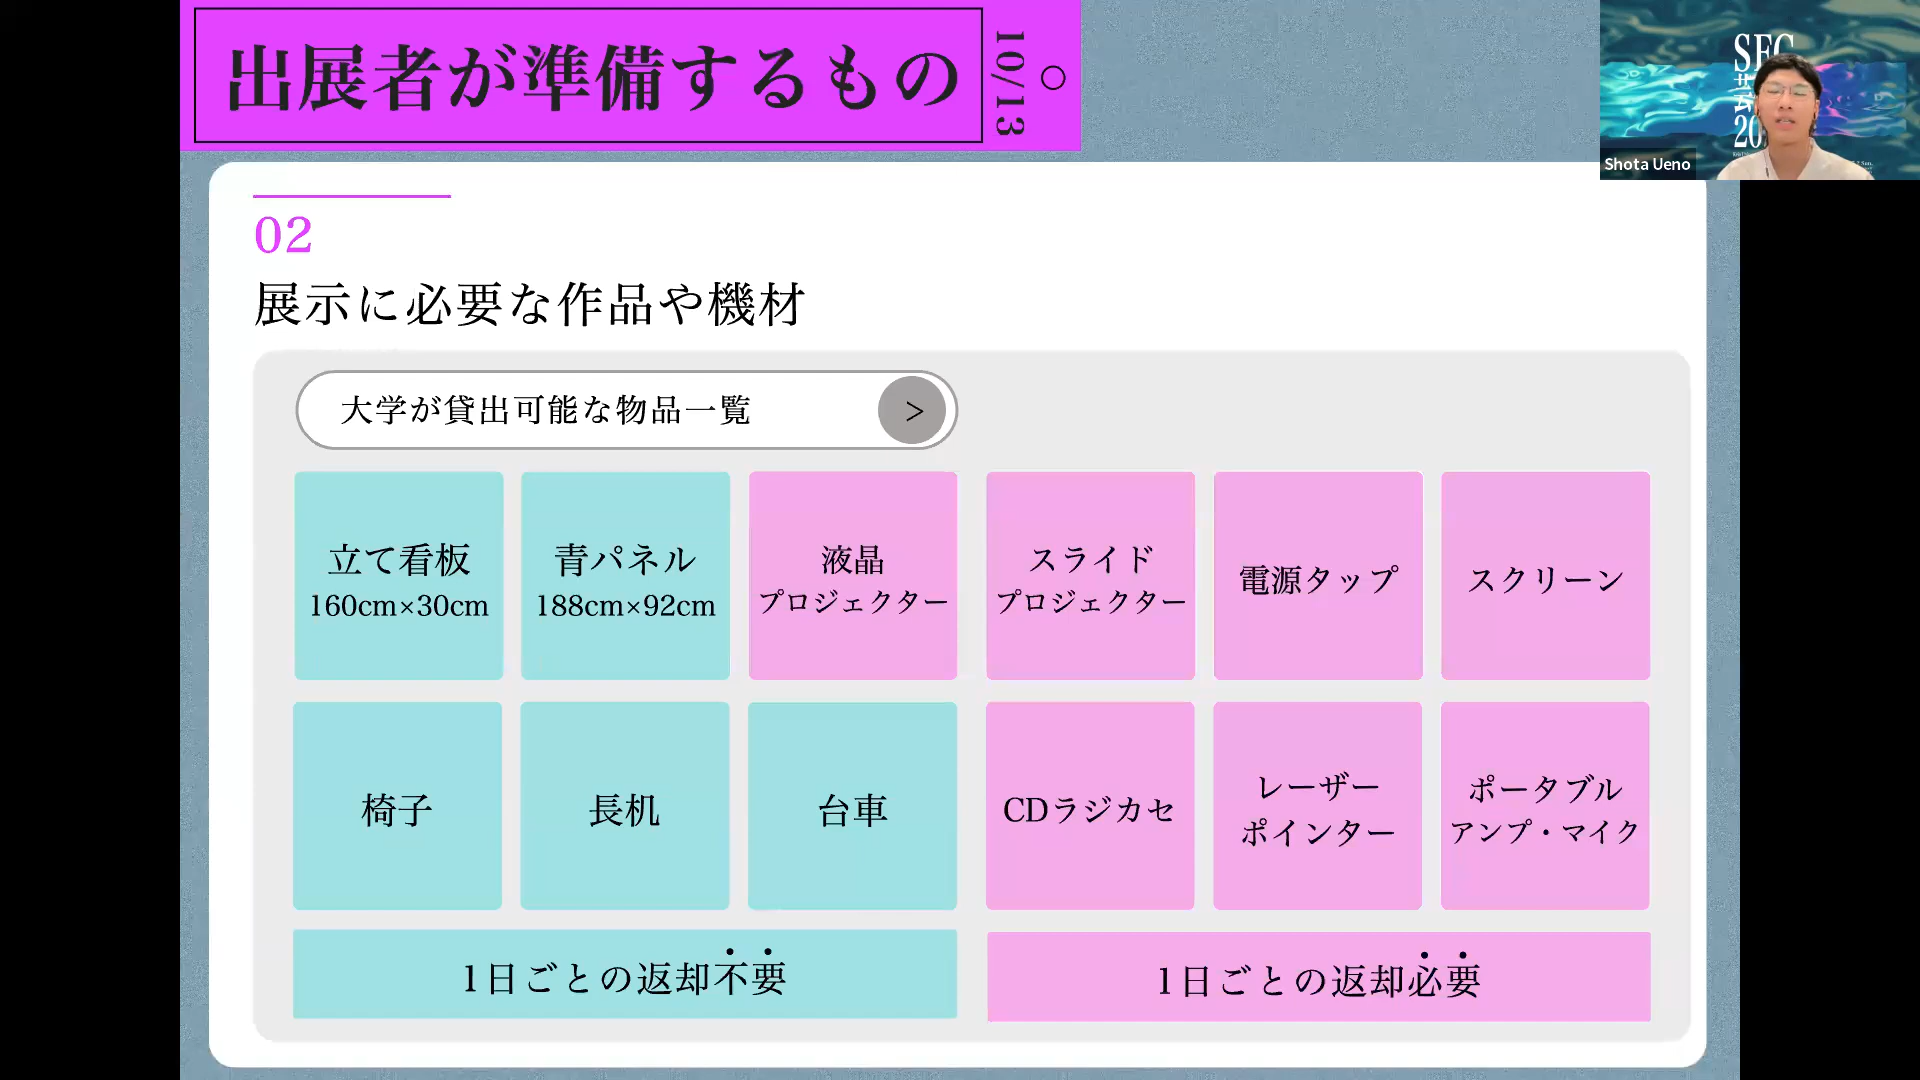 出展者が準備するもの
10/13
SFC
Shota Ueno
02
展示に必要な作品や機材
大学が貸出可能な物品一覧
>
立て看板
160cm×30cm
青パネル
188cm×92cm
液晶
プロジェクター
スライド
プロジェクター
電源タップ
スクリーン
椅子
長机
台車
CDラジカセ
レーザー
ポインター
ポータブル
アンプ・マイク
1日ごとの返却不要
1日ごとの返却必要